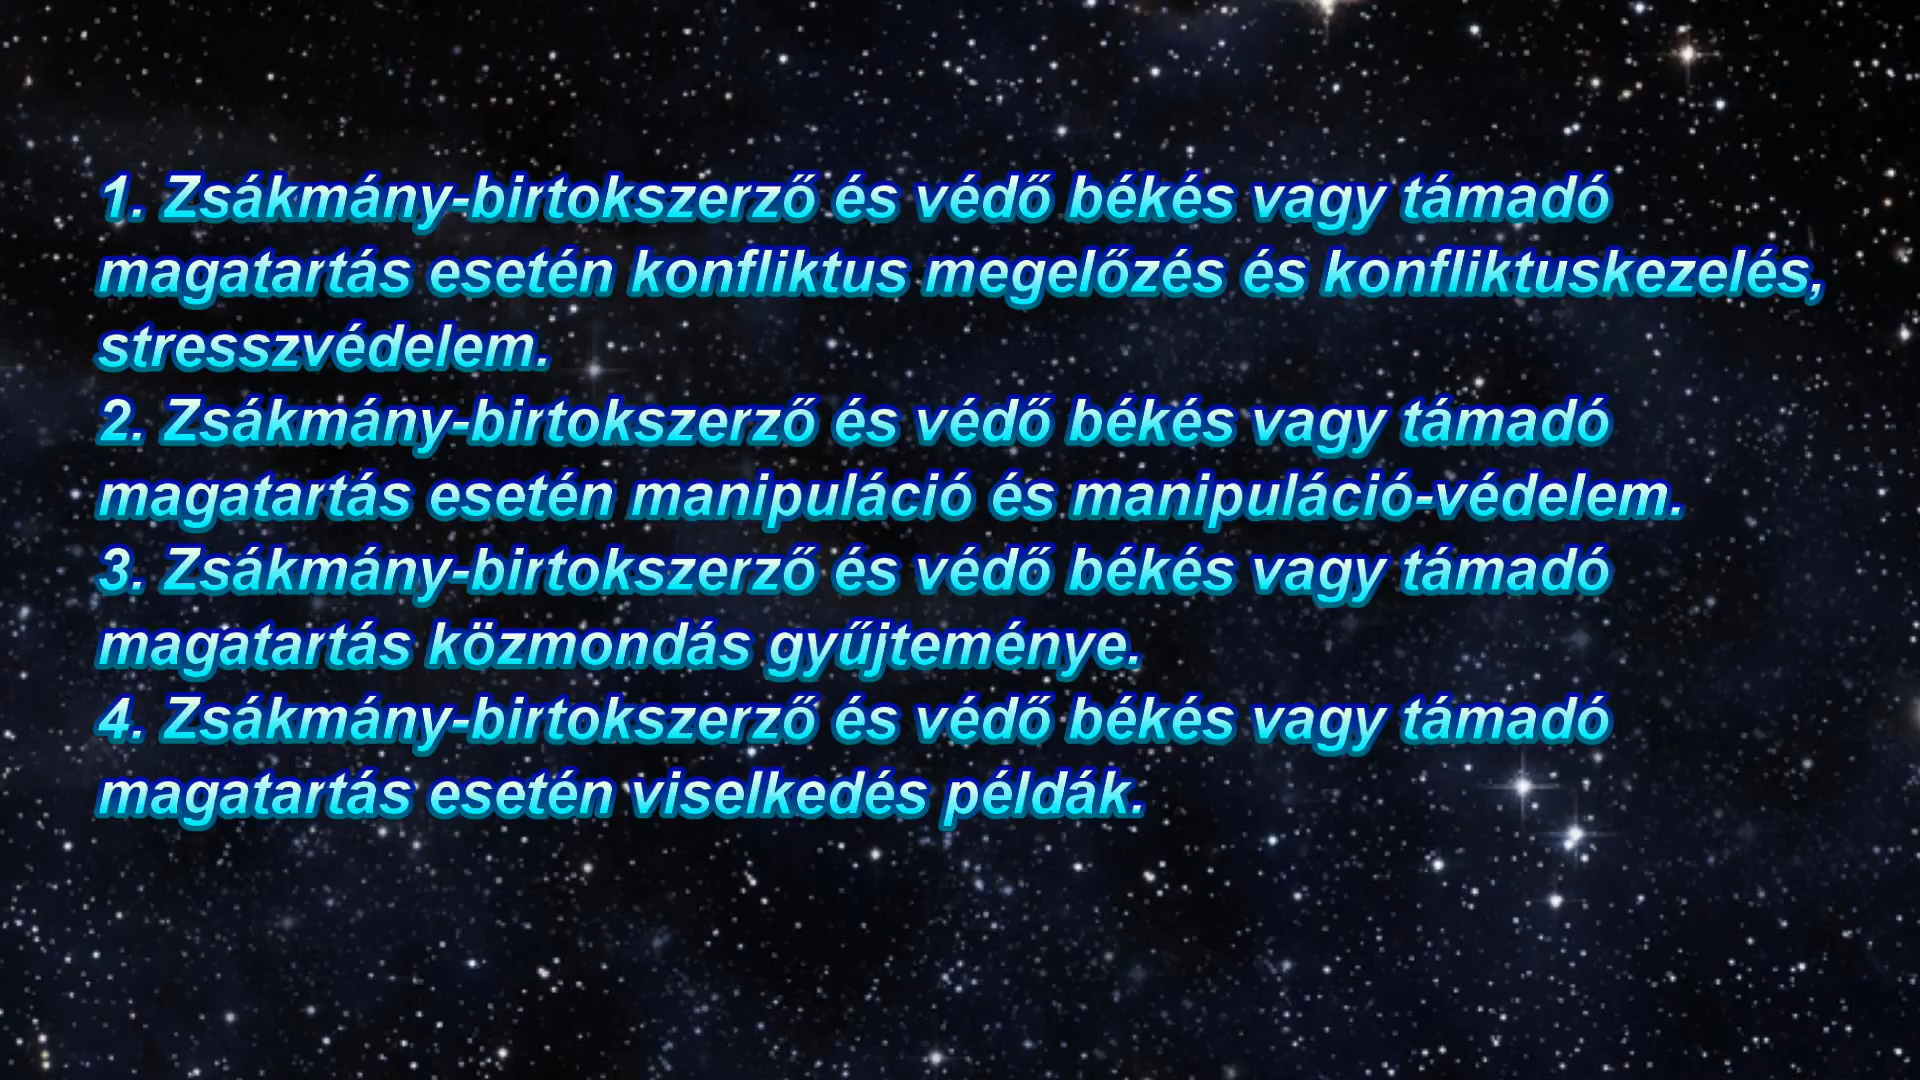 1. Zsákmány-birtokszerző és védő békés vagy támadó
magatartás esetén konfliktus megelőzés és konfliktuskezelés,
stresszvédelem.
2. Zsákmány-birtokszerző és védő békés vagy támadó
magatartás esetén manipuláció és manipuláció-védelem.
3. Zsákmány-birtokszerző és védő békés vagy támadó
magatartás közmondás gyűjteménye.
4. Zsákmány-birtokszerző és védő békés vagy támadó
magatartás esetén viselkedés példák.